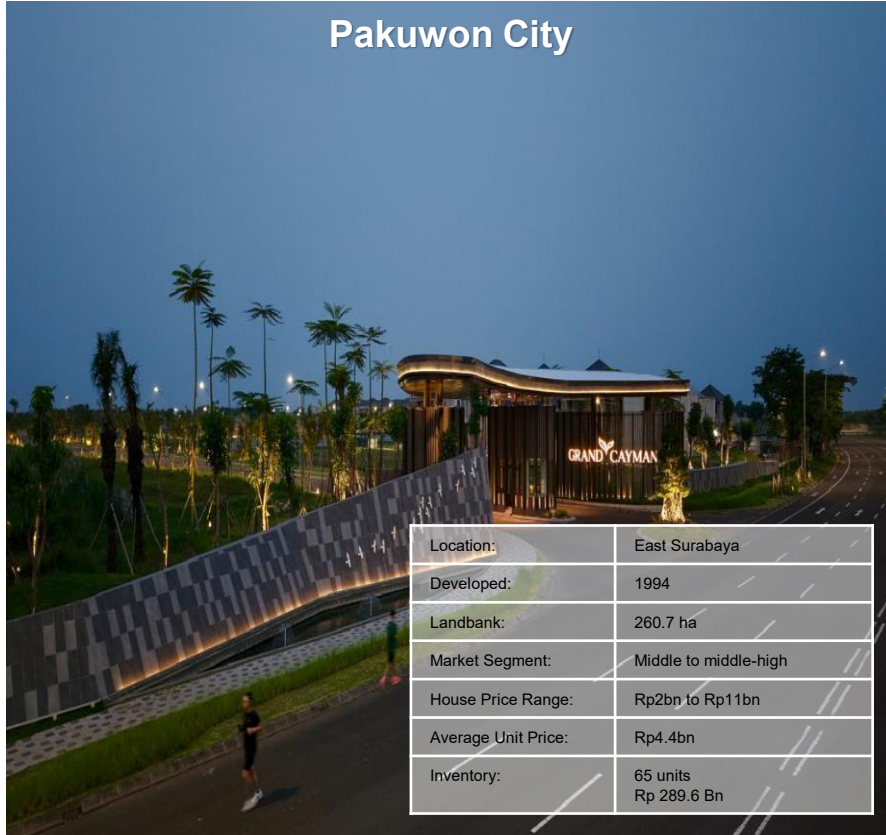 Pakuwon City
GRAND CAYMAN
Location: East Surabaya
Developed: 1994
Landbank: 260.7 ha
Market Segment: Middle to middle-high
House Price Range: Rp2bn to Rp11bn
Average Unit Price: Rp4.4bn
Inventory: 65 units
Rp 289.6 Bn